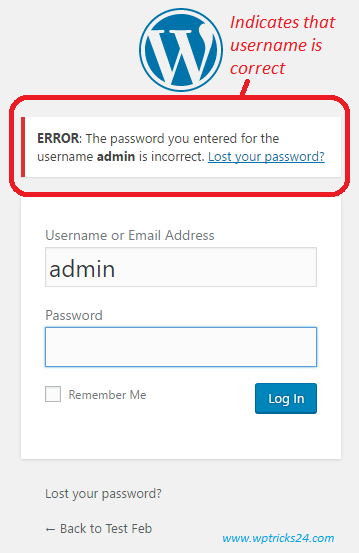 Indicates that
username is
correct
ERROR: The password you entered for the
username admin is incorrect. Lost your password?
Username or Email Address
admin
Password
Remember Me
Log In
Lost your password?
← Back to Test Feb
www.wptricks24.com